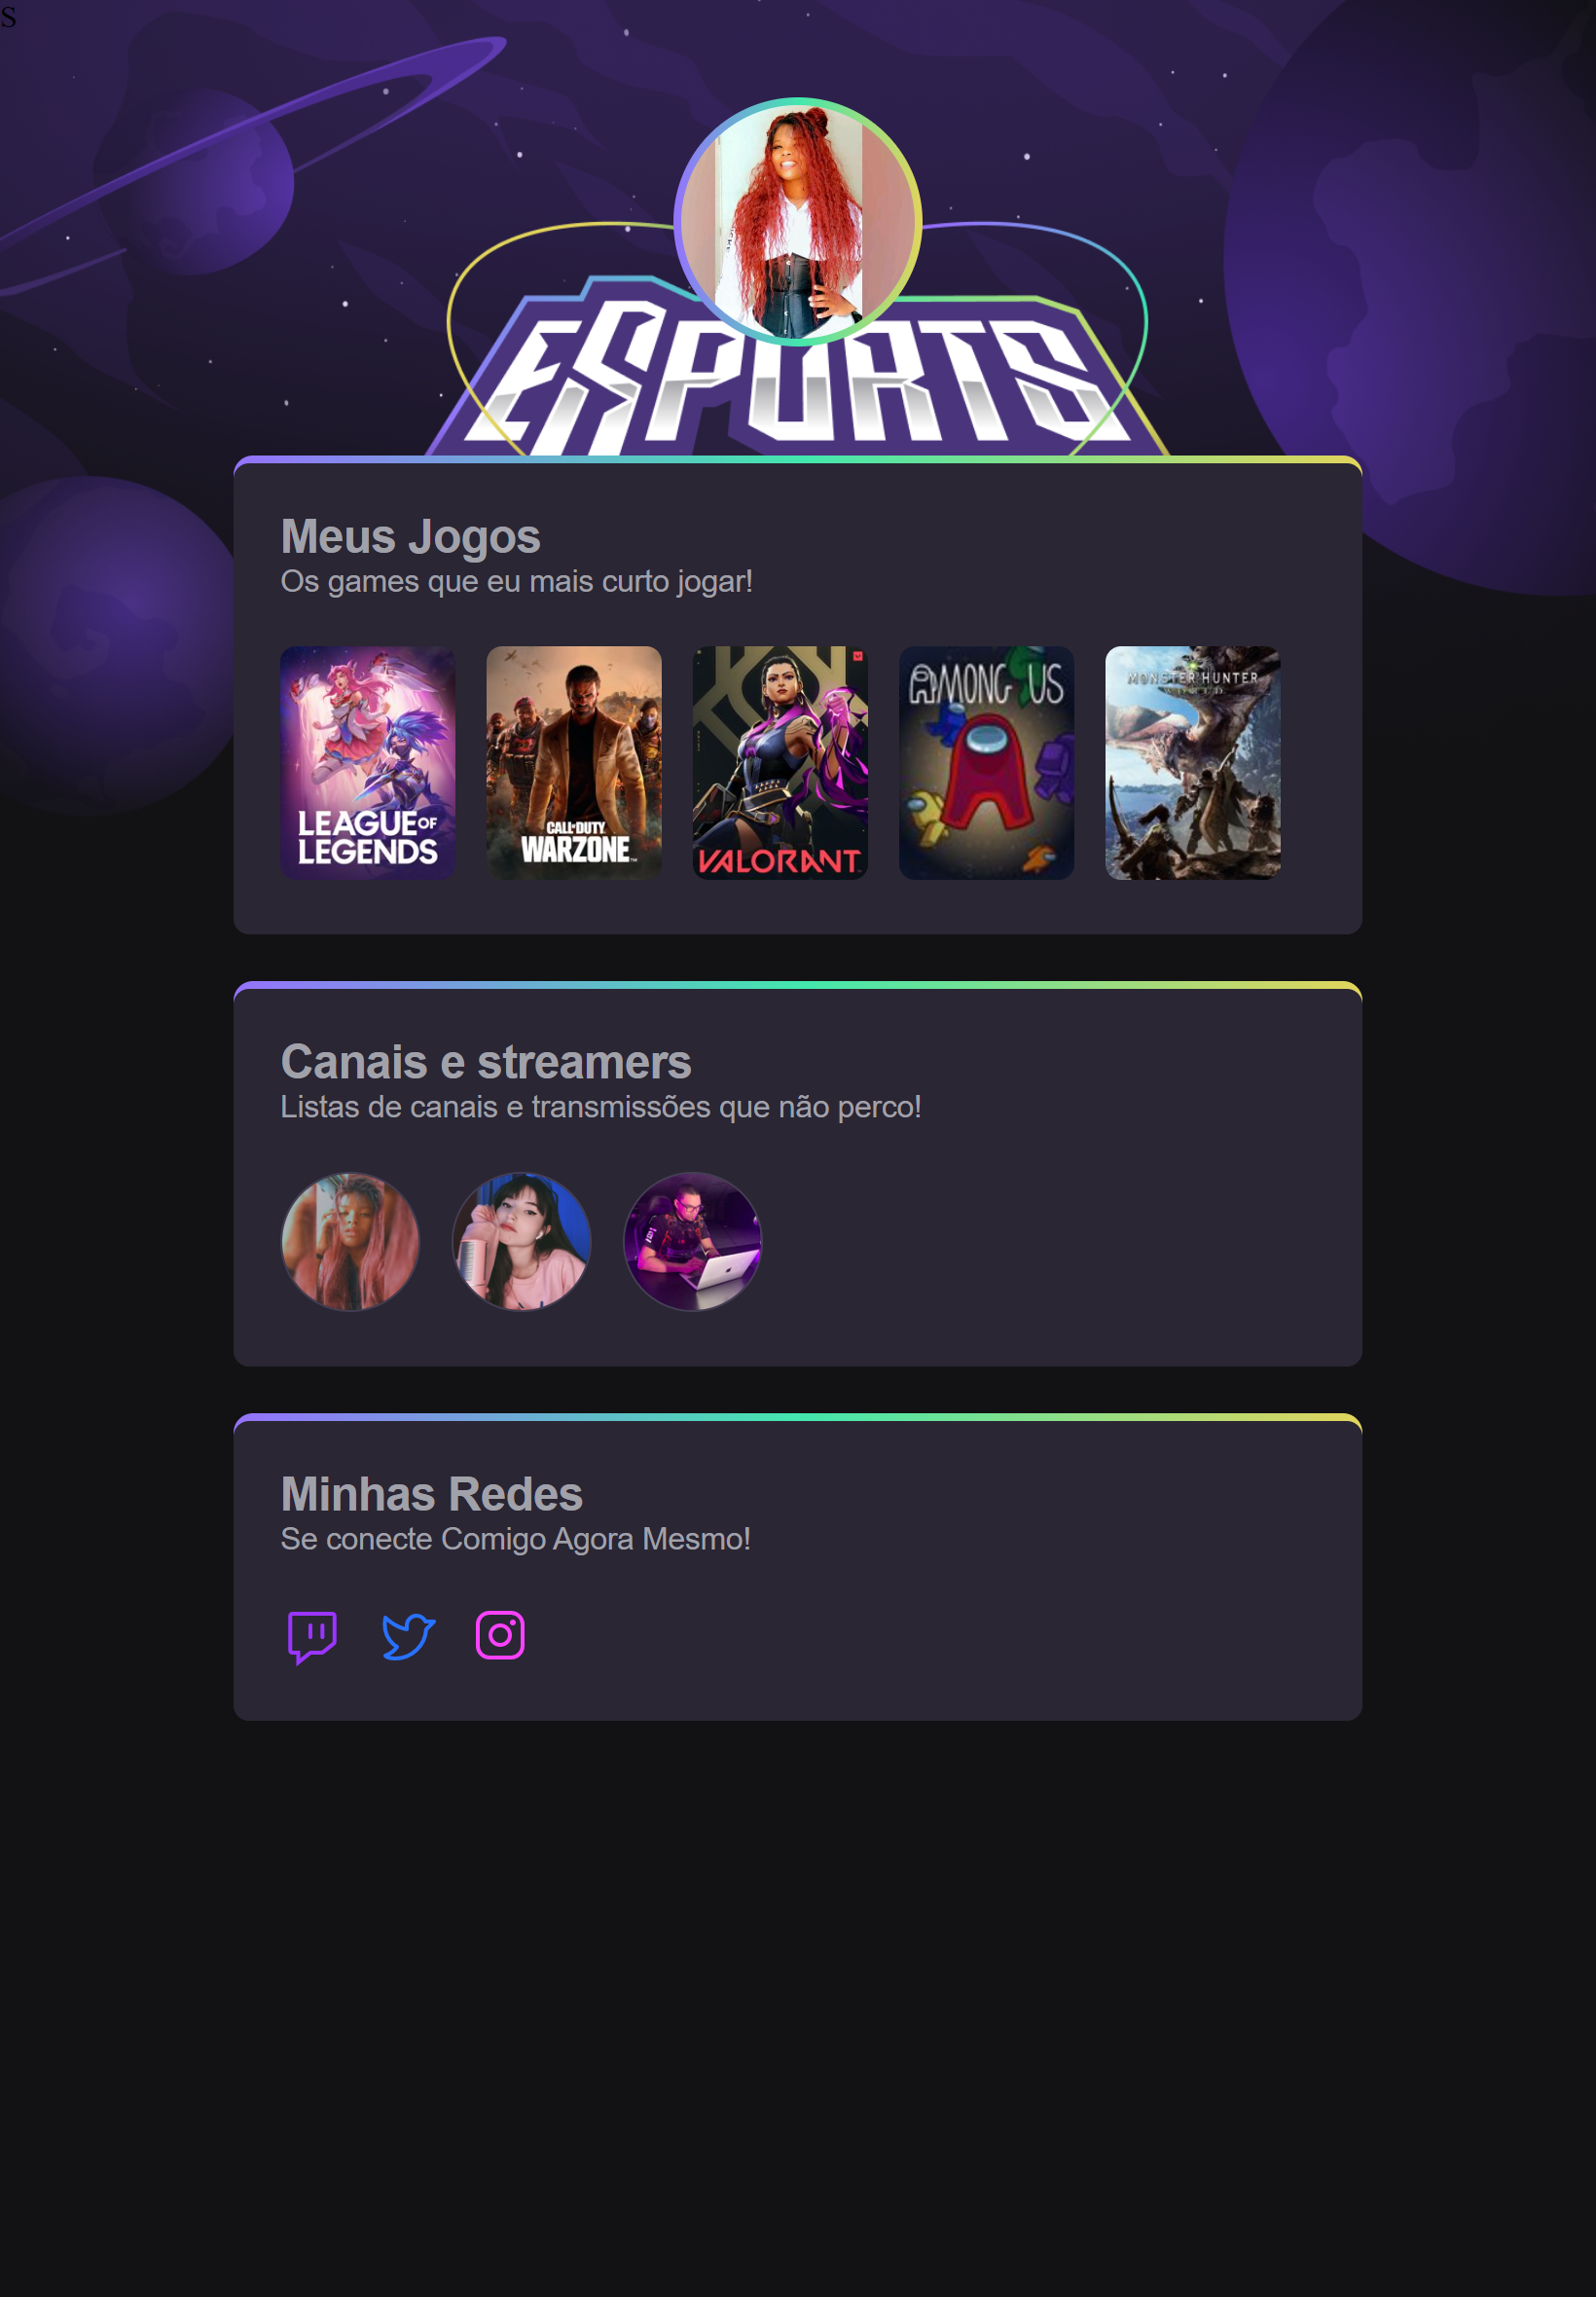 S
ESPORTS
Meus Jogos
Os games que eu mais curto jogar!
LEAGUE OF
LEGENDS
CALL OF DUTY
WARZONE
VALORANT
AMONG US
MONSTER HUNTER
WORLD
Canais e streamers
Listas de canais e transmissões que não perco!
Minhas Redes
Se conecte Comigo Agora Mesmo!